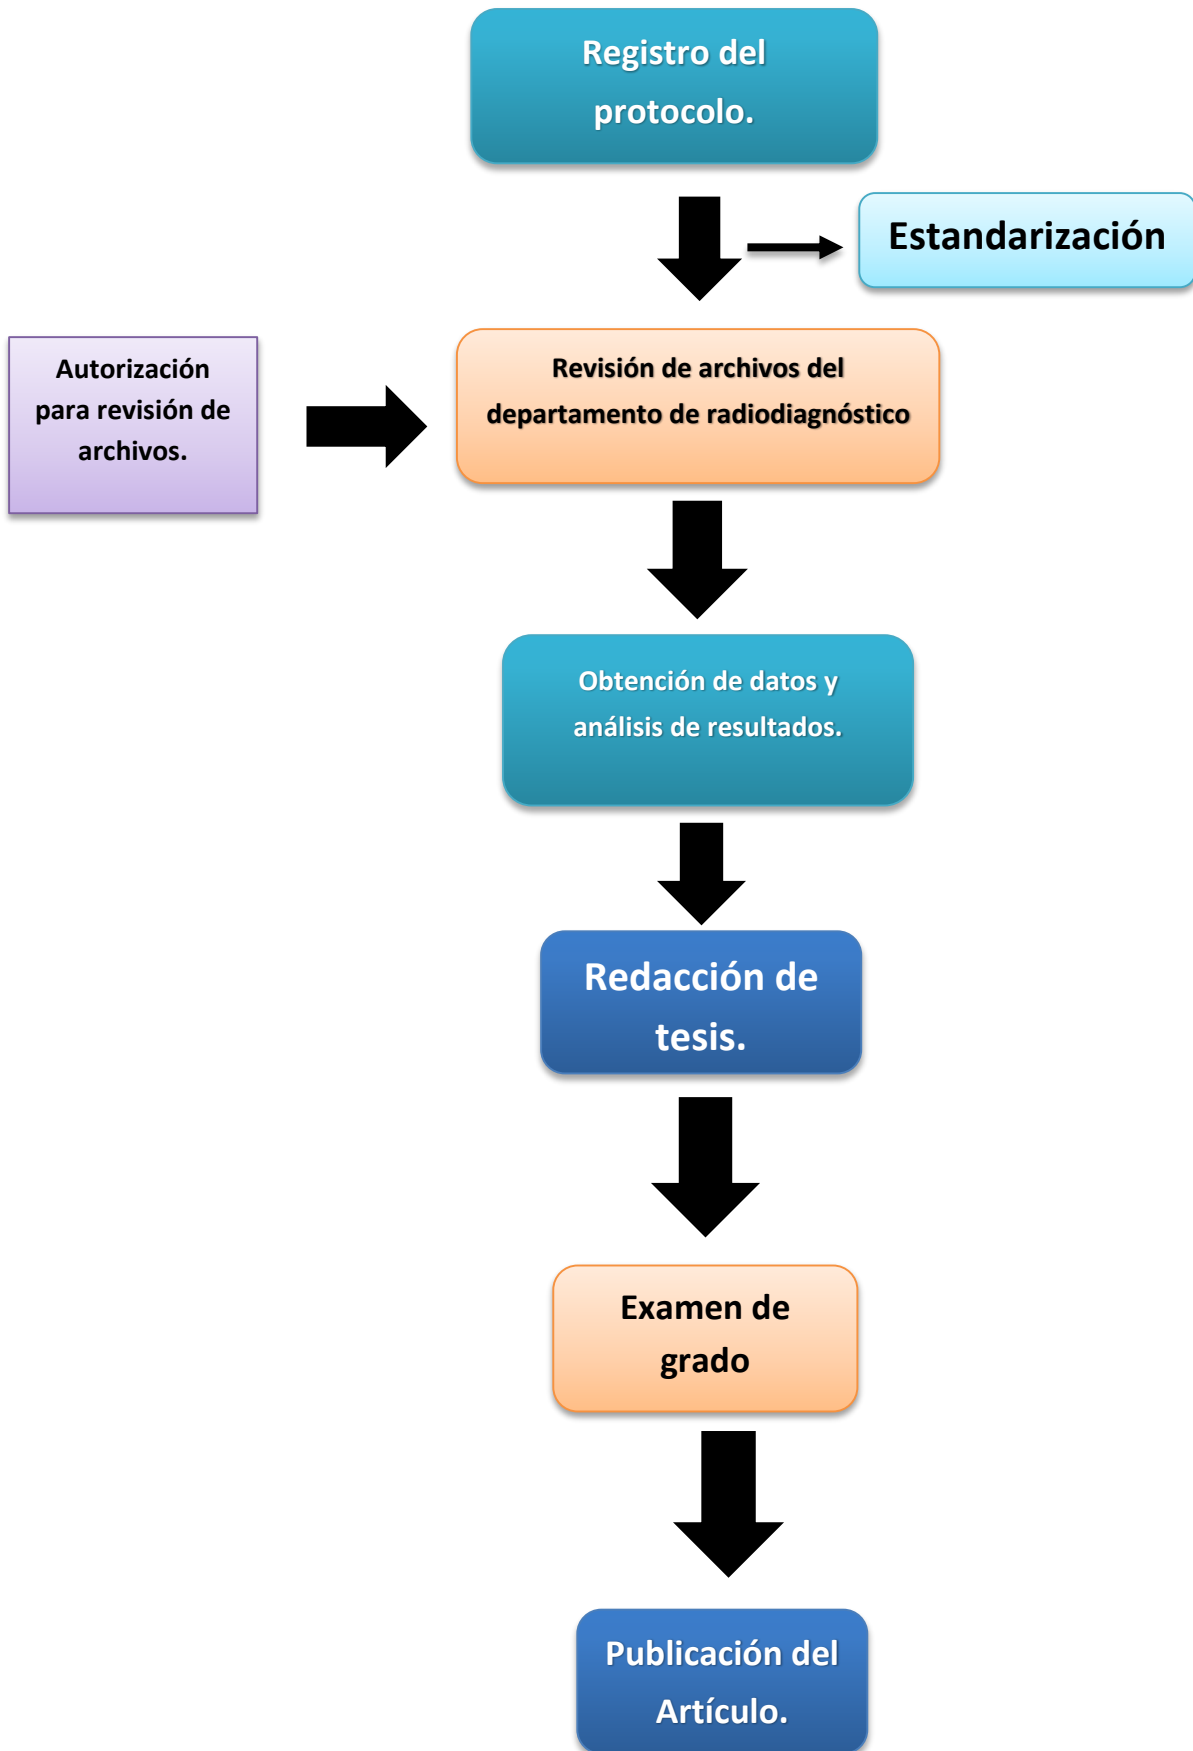 Registro del
protocolo.
Estandarización
Autorización
para revisión de
archivos.
Revisión de archivos del
departamento de radiodiagnóstico
Obtención de datos y
análisis de resultados.
Redacción de
tesis.
Examen de
grado
Publicación del
Artículo.